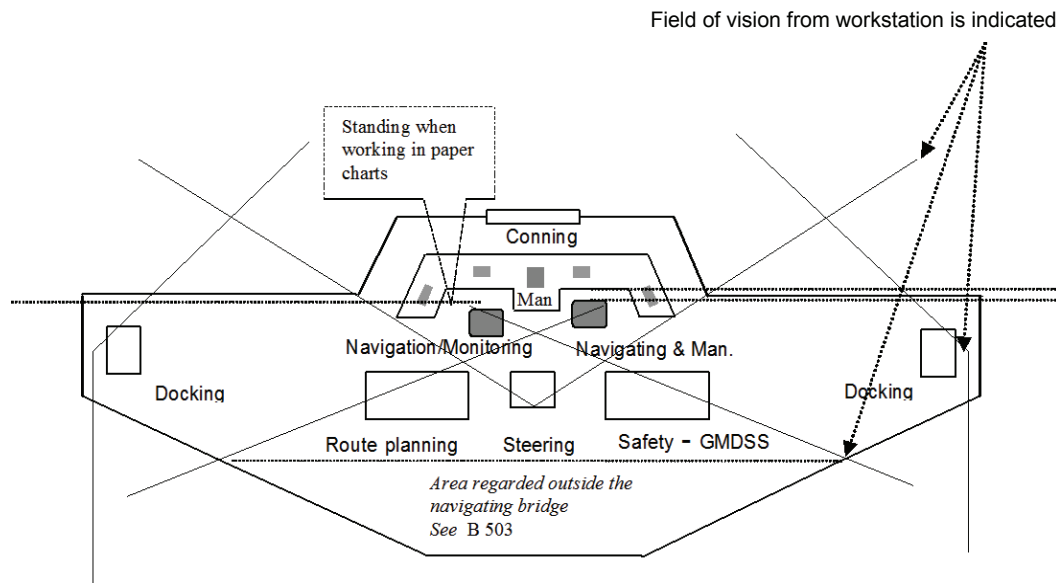 Field of vision from workstation is indicated
Standing when
working in paper
charts
Conning
Man
Navigation/Monitoring
Navigating & Man.
Docking
Docking
Route planning
Steering
Safety - GMDSS
Area regarded outside the
navigating bridge
See B 503